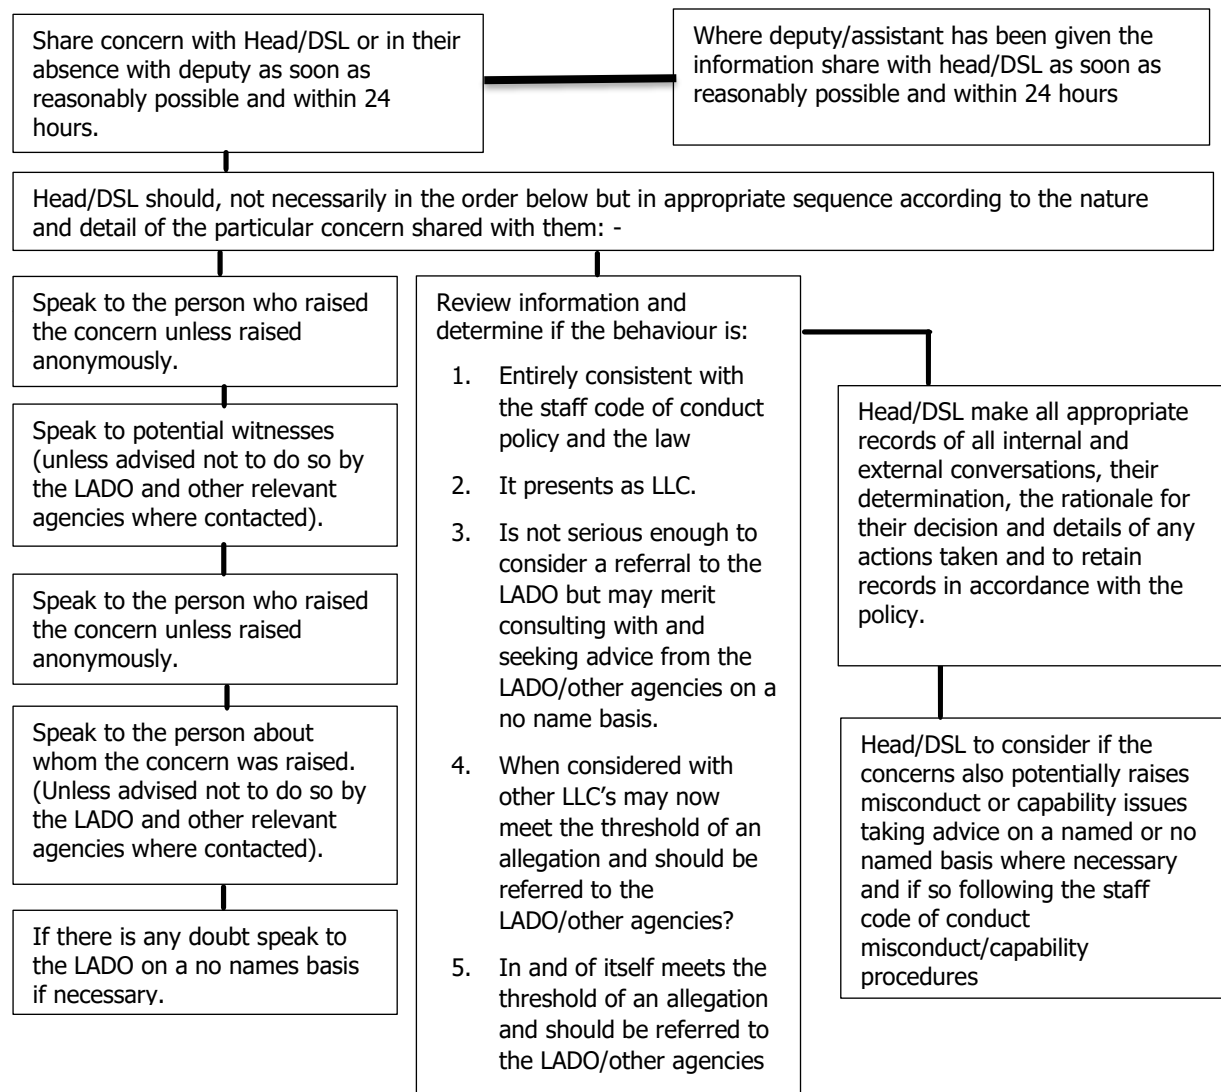 Share concern with Head/DSL or in their
absence with deputy as soon as
reasonably possible and within 24
hours.
Where deputy/assistant has been given the
information share with head/DSL as soon as
reasonably possible and within 24 hours
Head/DSL should, not necessarily in the order below but in appropriate sequence according to the nature
and detail of the particular concern shared with them: -
Speak to the person who raised
the concern unless raised
anonymously.
Speak to potential witnesses
(unless advised not to do so by
the LADO and other relevant
agencies where contacted).
Speak to the person who raised
the concern unless raised
anonymously.
Speak to the person about
whom the concern was raised.
(Unless advised not to do so by
the LADO and other relevant
agencies where contacted).
If there is any doubt speak to
the LADO on a no names basis
if necessary.
Review information and
determine if the behaviour is:
1. Entirely consistent with
the staff code of conduct
policy and the law
2. It presents as LLC.
3. Is not serious enough to
consider a referral to the
LADO but may merit
consulting with and
seeking advice from the
LADO/other agencies on a
no name basis.
4. When considered with
other LLC’s may now
meet the threshold of an
allegation and should be
referred to the
LADO/other agencies?
5. In and of itself meets the
threshold of an allegation
and should be referred to
the LADO/other agencies
Head/DSL make all appropriate
records of all internal and
external conversations, their
determination, the rationale for
their decision and details of any
actions taken and to retain
records in accordance with the
policy.
Head/DSL to consider if the
concerns also potentially raises
misconduct or capability issues
taking advice on a named or no
named basis where necessary
and if so following the staff
code of conduct
misconduct/capability
procedures